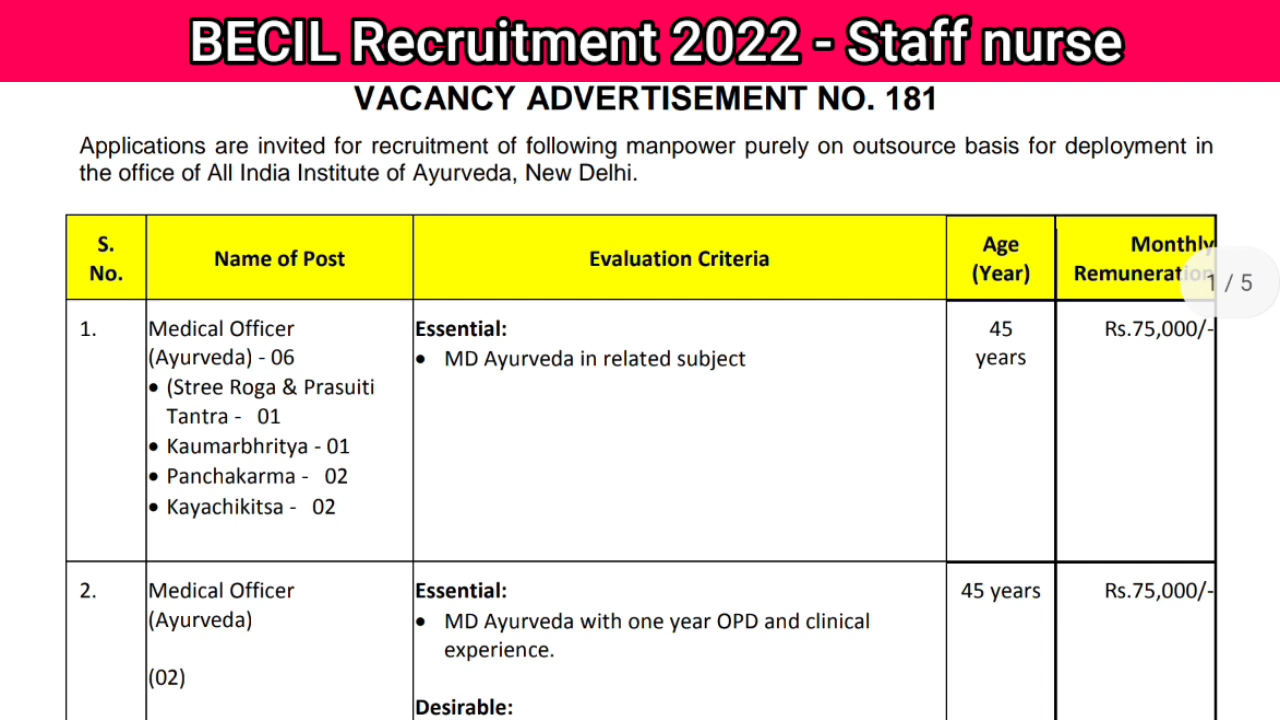 BECIL Recruitment 2022 - Staff nurse
VACANCY ADVERTISEMENT NO. 181
Applications are invited for recruitment of following manpower purely on outsource basis for deployment in
the office of All India Institute of Ayurveda, New Delhi.
S.
No.
Name of Post
Evaluation Criteria
Age
(Year)
Monthly
Remuneration
1 / 5
1.
Medical Officer
(Ayurveda) - 06
• (Stree Roga & Prasuiti
Tantra - 01
• Kaumarbhritya - 01
• Panchakarma - 02
• Kayachikitsa - 02
Essential:
• MD Ayurveda in related subject
45
years
Rs.75,000/-
2.
Medical Officer
(Ayurveda)
(02)
Essential:
• MD Ayurveda with one year OPD and clinical
experience.
Desirable:
45 years
Rs.75,000/-